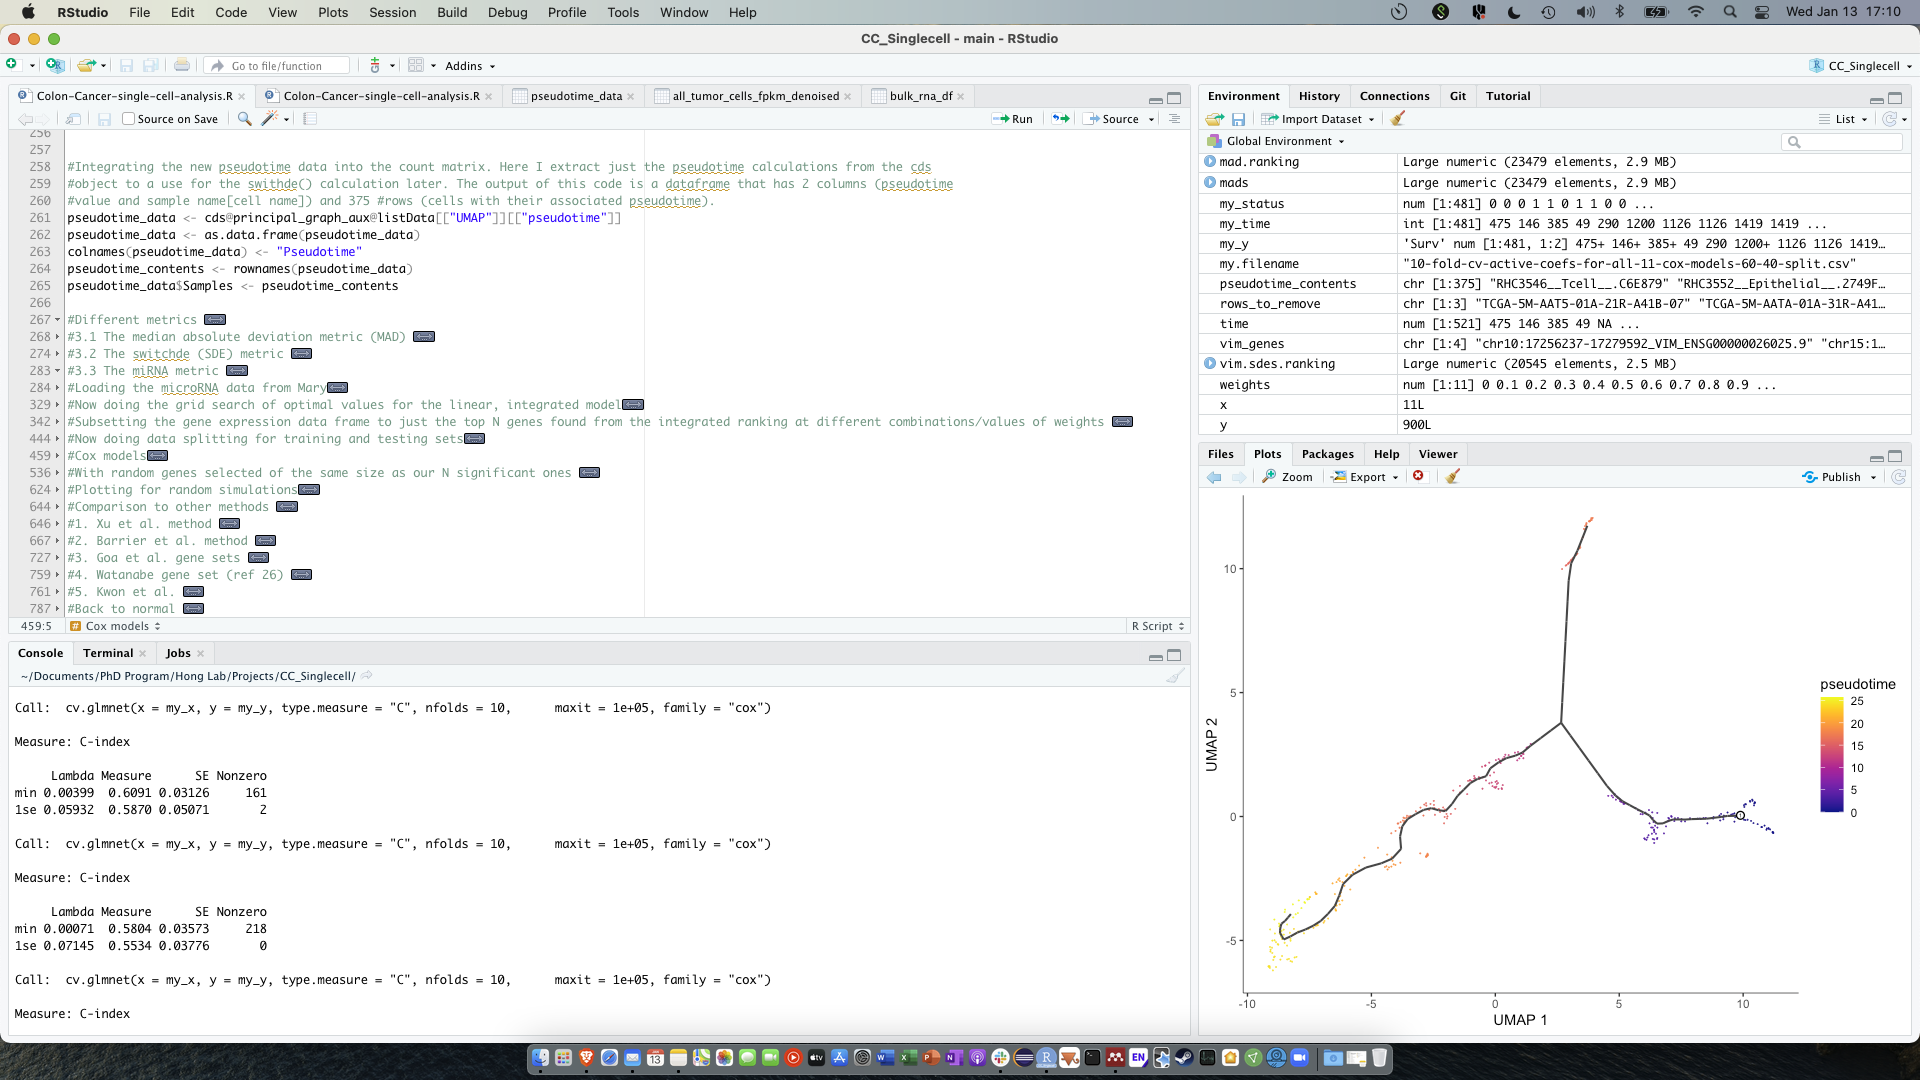 RStudio File Edit Code View Plots Session Build Debug Profile Tools Window Help
Wed Jan 13 17:10
CC_Singlecell - main - RStudio
Go to file/function
Addins
CC_Singlecell
Colon-Cancer-single-cell-analysis.R
Colon-Cancer-single-cell-analysis.R
pseudotime_data
all_tumor_cells_fpkm_denoised
bulk_rna_df
Source on Save
Run
Source
256
257
258 #Integrating the new pseudotime data into the count matrix. Here I extract just the pseudotime calculations from the cds
259 #object to a use for the swithde() calculation later. The output of this code is a dataframe that has 2 columns (pseudotime
260 #value and sample name[cell name]) and 375 #rows (cells with their associated pseudotime).
261 pseudotime_data <- cds@principal_graph_aux@listData[["UMAP"]][["pseudotime"]]
262 pseudotime_data <- as.data.frame(pseudotime_data)
263 colnames(pseudotime_data) <- "Pseudotime"
264 pseudotime_contents <- rownames(pseudotime_data)
265 pseudotime_data$Samples <- pseudotime_contents
266
267 #Different metrics
268 #3.1 The median absolute deviation metric (MAD)
274 #3.2 The switchde (SDE) metric
283 #3.3 The miRNA metric
284 #Loading the microRNA data from Mary
329 #Now doing the grid search of optimal values for the linear, integrated model
342 #Subsetting the gene expression data frame to just the top N genes found from the integrated ranking at different combinations/values of weights
444 #Now doing data splitting for training and testing sets
459 #Cox models
536 #With random genes selected of the same size as our N significant ones
624 #Plotting for random simulations
644 #Comparison to other methods
646 #1. Xu et al. method
667 #2. Barrier et al. method
727 #3. Goa et al. gene sets
759 #4. Watanabe gene set (ref 26)
761 #5. Kwon et al.
787 #Back to normal
459:5 # Cox models
R Script
Console Terminal Jobs
~/Documents/PhD Program/Hong Lab/Projects/CC_Singlecell/
Call: cv.glmnet(x = my_x, y = my_y, type.measure = "C", nfolds = 10, maxit = 1e+05, family = "cox")
Measure: C-index
Lambda Measure SE Nonzero
min 0.00399 0.6091 0.03126 161
1se 0.05932 0.5870 0.05071 2
Call: cv.glmnet(x = my_x, y = my_y, type.measure = "C", nfolds = 10, maxit = 1e+05, family = "cox")
Measure: C-index
Lambda Measure SE Nonzero
min 0.00071 0.5804 0.03573 218
1se 0.07145 0.5534 0.03776 0
Call: cv.glmnet(x = my_x, y = my_y, type.measure = "C", nfolds = 10, maxit = 1e+05, family = "cox")
Measure: C-index
Environment History Connections Git Tutorial
Import Dataset
List
Global Environment
mad.ranking Large numeric (23479 elements, 2.9 MB)
mads Large numeric (23479 elements, 2.9 MB)
my_status num [1:481] 0 0 0 1 1 0 1 1 0 0 ...
my_time int [1:481] 475 146 385 49 290 1200 1126 1126 1419 1419 ...
my_y 'Surv' num [1:481, 1:2] 475+ 146+ 385+ 49 290 1200+ 1126 1126 1419…
my.filename "10-fold-cv-active-coefs-for-all-11-cox-models-60-40-split.csv"
pseudotime_contents chr [1:375] "RHC3546__Tcell__.C6E879" "RHC3552__Epithelial__.2749F…
rows_to_remove chr [1:3] "TCGA-5M-AAT5-01A-21R-A41B-07" "TCGA-5M-AATA-01A-31R-A41…
time num [1:521] 475 146 385 49 NA ...
vim_genes chr [1:4] "chr10:17256237-17279592_VIM_ENSG00000026025.9" "chr15:1…
vim.sdes.ranking Large numeric (20545 elements, 2.5 MB)
weights num [1:11] 0 0.1 0.2 0.3 0.4 0.5 0.6 0.7 0.8 0.9 ...
x 11L
y 900L
Files Plots Packages Help Viewer
Zoom Export Publish
10
5
0
-5
UMAP 2
-10 -5 0 5 10
UMAP 1
pseudotime
25
20
15
10
5
0